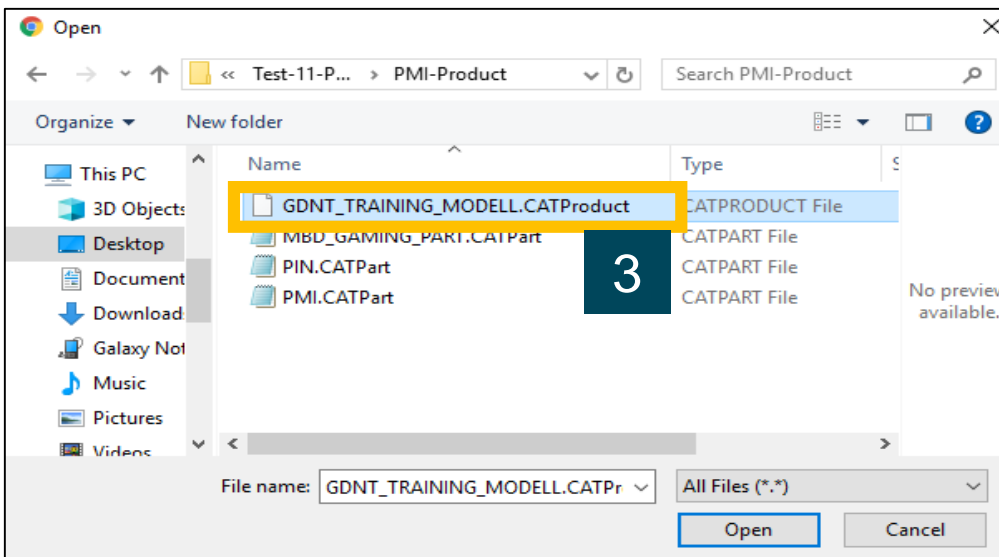 Open
« Test-11-P... > PMI-Product
Search PMI-Product
Organize
New folder
This PC
3D Objects
Desktop
Document
Download
Galaxy Not
Music
Pictures
Videos
Name
Type
GDNT_TRAINING_MODELL.CATProduct
CATPRODUCT File
MBD_GAMING_PART.CATPart
CATPART File
PIN.CATPart
CATPART File
PMI.CATPart
CATPART File
3
No preview
available.
File name:
GDNT_TRAINING_MODELL.CATPr
All Files (*.*)
Open
Cancel